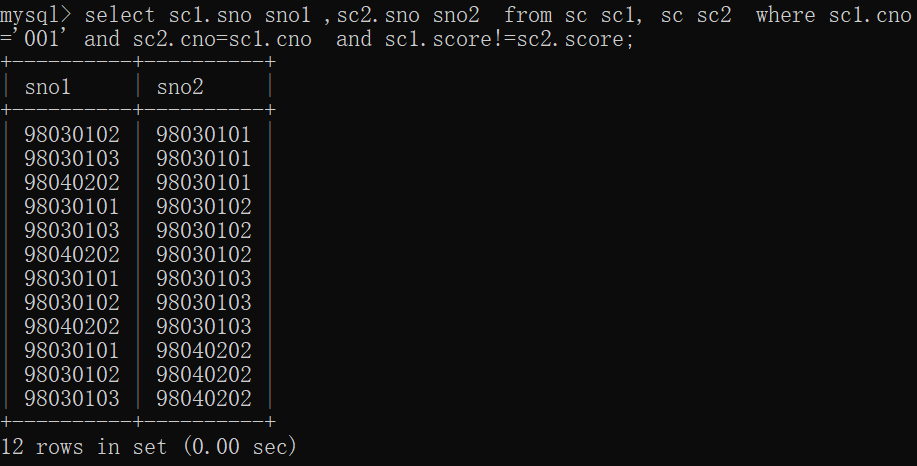 mysql> select sc1.sno sno1 ,sc2.sno sno2  from sc sc1, sc sc2  where sc1.cno
='001' and sc2.cno=sc1.cno  and sc1.score!=sc2.score;
+----------+----------+
| sno1     | sno2     |
+----------+----------+
| 98030102 | 98030101 |
| 98030103 | 98030101 |
| 98040202 | 98030101 |
| 98030101 | 98030102 |
| 98030103 | 98030102 |
| 98040202 | 98030102 |
| 98030101 | 98030103 |
| 98030102 | 98030103 |
| 98040202 | 98030103 |
| 98030101 | 98040202 |
| 98030102 | 98040202 |
| 98030103 | 98040202 |
+----------+----------+
12 rows in set (0.00 sec)